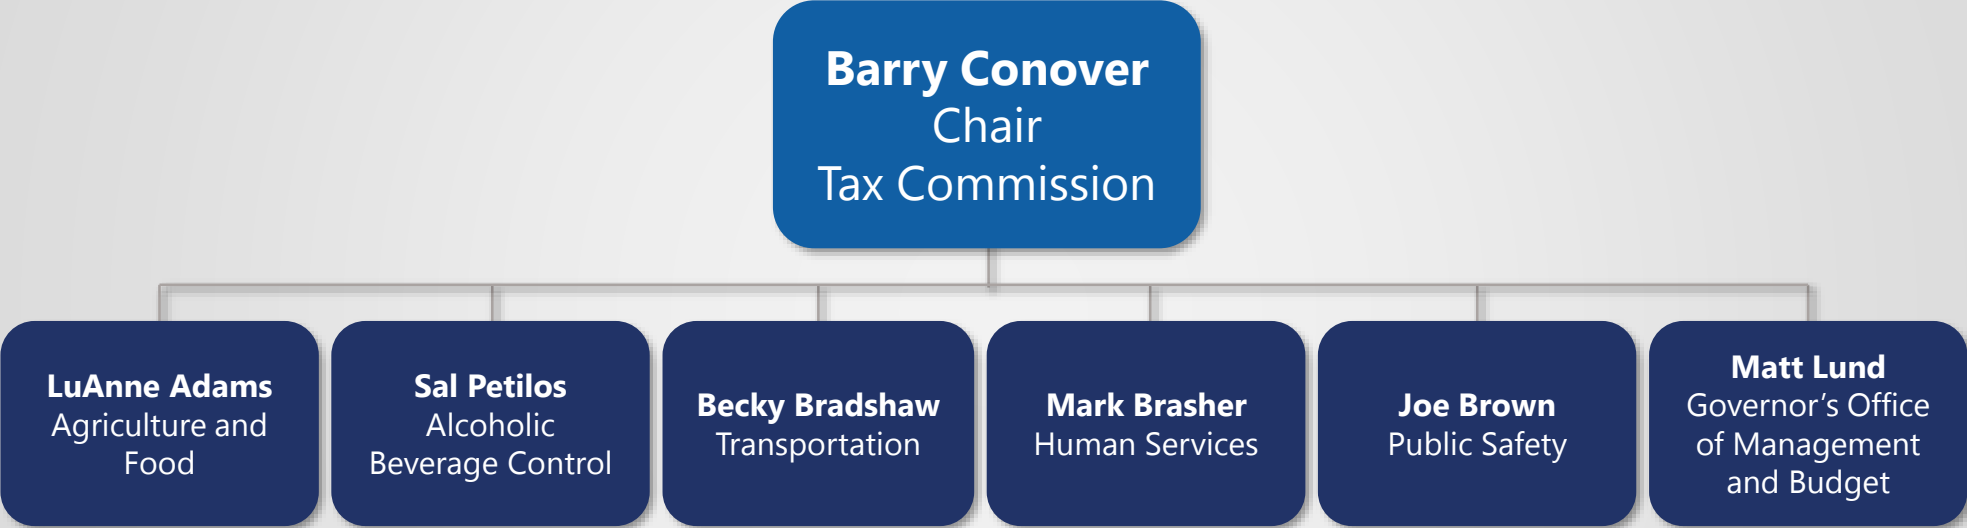 Barry Conover
Chair
Tax Commission
LuAnne Adams
Agriculture and
Food
Sal Petilos
Alcoholic
Beverage Control
Becky Bradshaw
Transportation
Mark Brasher
Human Services
Joe Brown
Public Safety
Matt Lund
Governor’s Office
of Management
and Budget